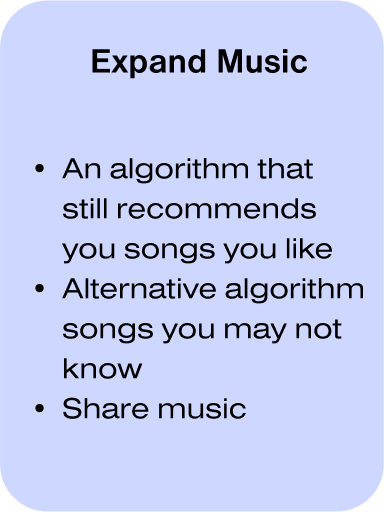 Expand Music
• An algorithm that
still recommends
you songs you like
• Alternative algorithm
songs you may not
know
• Share music